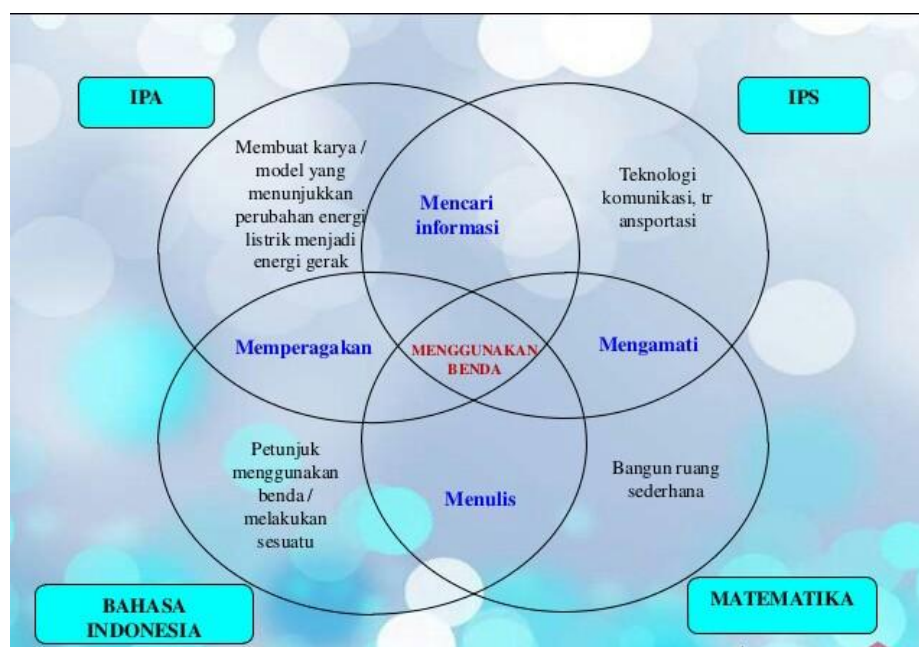 IPA
IPS
Membuat karya /
model yang
menunjukkan
perubahan energi
listrik menjadi
energi gerak
Mencari
informasi
Teknologi
komunikasi, tr
ansportasi
Memperagakan
MENGGUNAKAN
BENDA
Mengamati
Petunjuk
menggunakan
benda /
melakukan
sesuatu
Menulis
Bangun ruang
sederhana
BAHASA
INDONESIA
MATEMATIKA